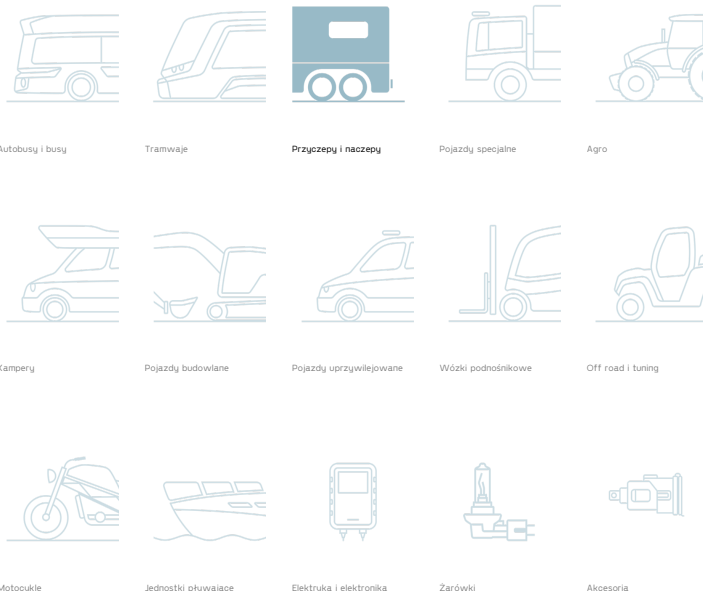 Autobusy i busy
Tramwaje
Przyczepy i naczepy
Pojazdy specjalne
Agro
Kampery
Pojazdy budowlane
Pojazdy uprzywilejowane
Wózki podnośnikowe
Off road i tuning
Motocykle
Jednostki pływające
Elektryka i elektronika
Żarówki
Akcesoria